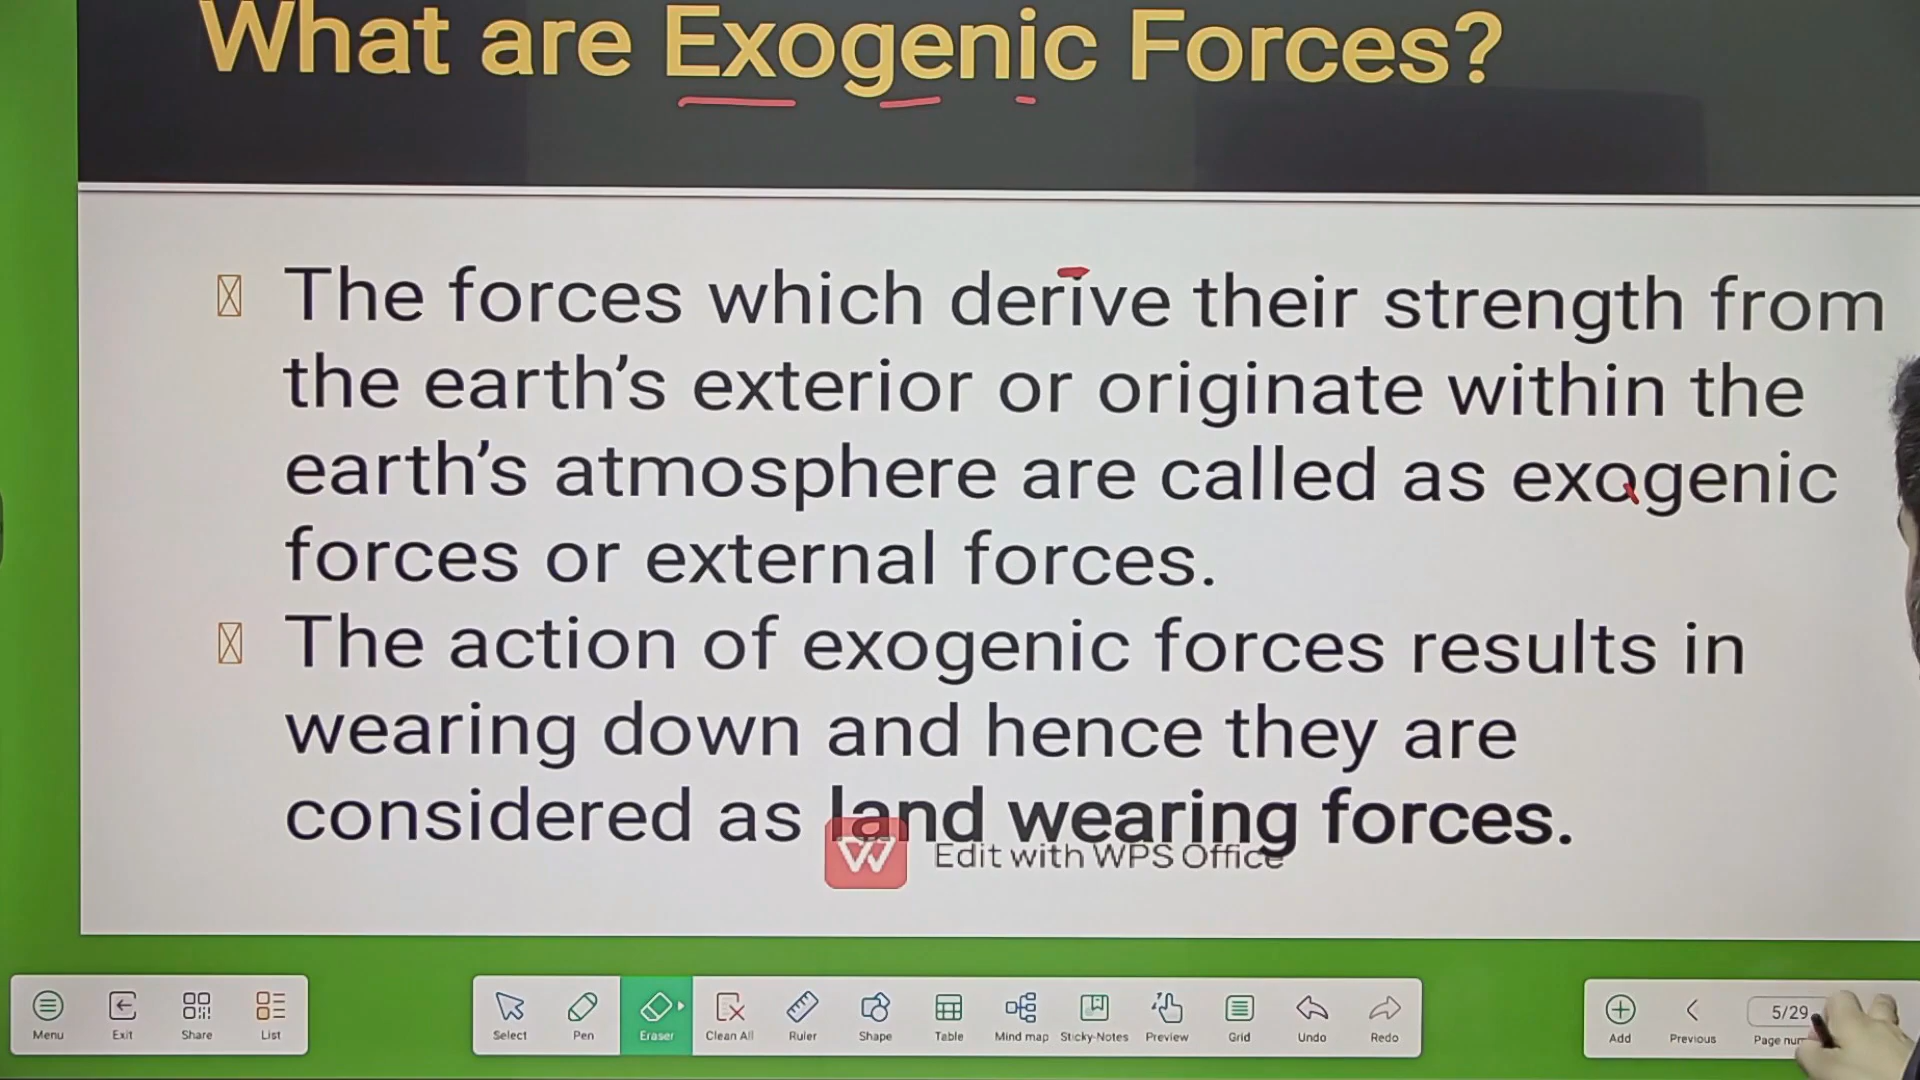 What are Exogenic Forces?
The forces which derive their strength from
the earth's exterior or originate within the
earth's atmosphere are called as exogenic
forces or external forces.
The action of exogenic forces results in
wearing down and hence they are
considered as land wearing forces.
Edit with WPS Office
Menu Exit Share List Select Pen Eraser Clean All Ruler Shape Table Mind map Sticky-Notes Preview Grid Undo Redo Add Previous 5/29
Page